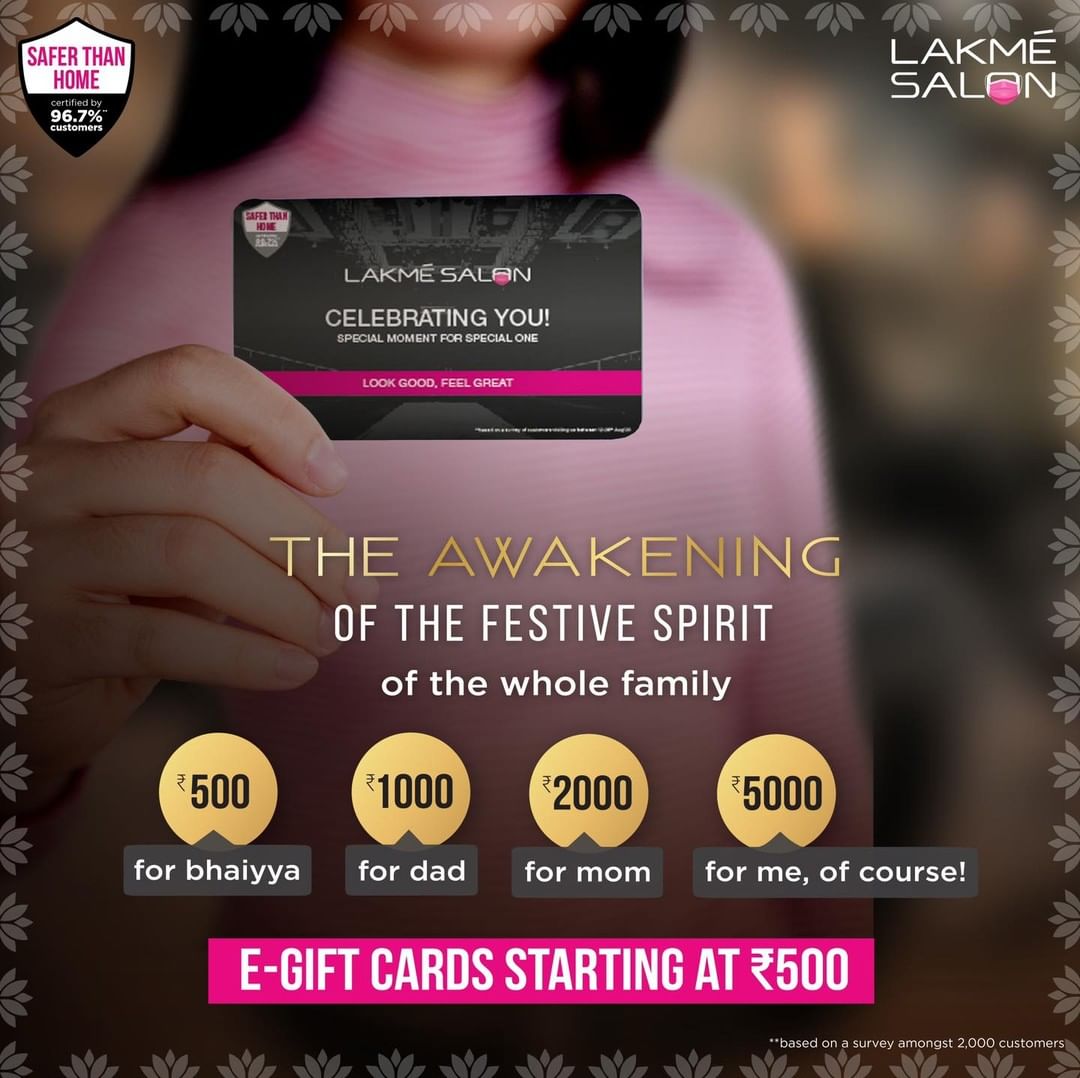 SAFER THAN
HOME
certified by
96.7%**
customers
LAKMÉ
SALON
SAFER THAN
HOME
LAKMÉ SALON
CELEBRATING YOU!
SPECIAL MOMENT FOR SPECIAL ONE
LOOK GOOD, FEEL GREAT
THE AWAKENING
OF THE FESTIVE SPIRIT
of the whole family
₹500 ₹1000 ₹2000 ₹5000
for bhaiyya for dad for mom for me, of course!
E-GIFT CARDS STARTING AT ₹500
**based on a survey amongst 2,000 customers